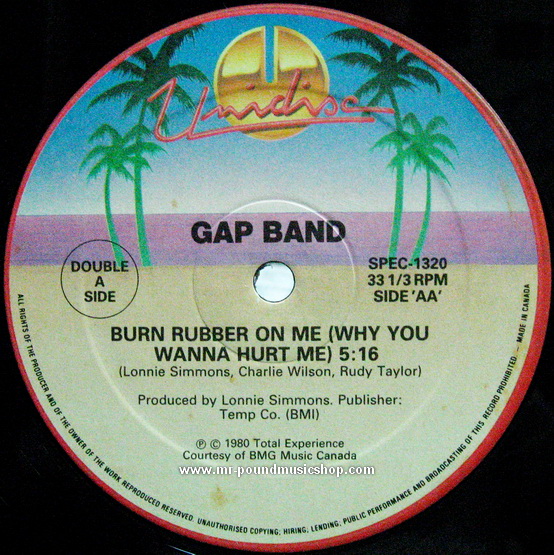 Unidisc
GAP BAND
DOUBLE
A
SIDE
SPEC-1320
33 1/3 RPM
SIDE 'AA'
BURN RUBBER ON ME (WHY YOU
WANNA HURT ME) 5:16
(Lonnie Simmons, Charlie Wilson, Rudy Taylor)
Produced by Lonnie Simmons. Publisher:
Temp Co. (BMI)
℗ © 1980 Total Experience
Courtesy of BMG Music Canada
www.mr-poundmusicshop.com
ALL RIGHTS OF THE PRODUCER AND OF THE OWNER OF THE WORK REPRODUCED RESERVED. UNAUTHORISED COPYING; HIRING; LENDING; PUBLIC PERFORMANCE AND BROADCASTING OF THIS RECORD PROHIBITED. — MADE IN CANADA